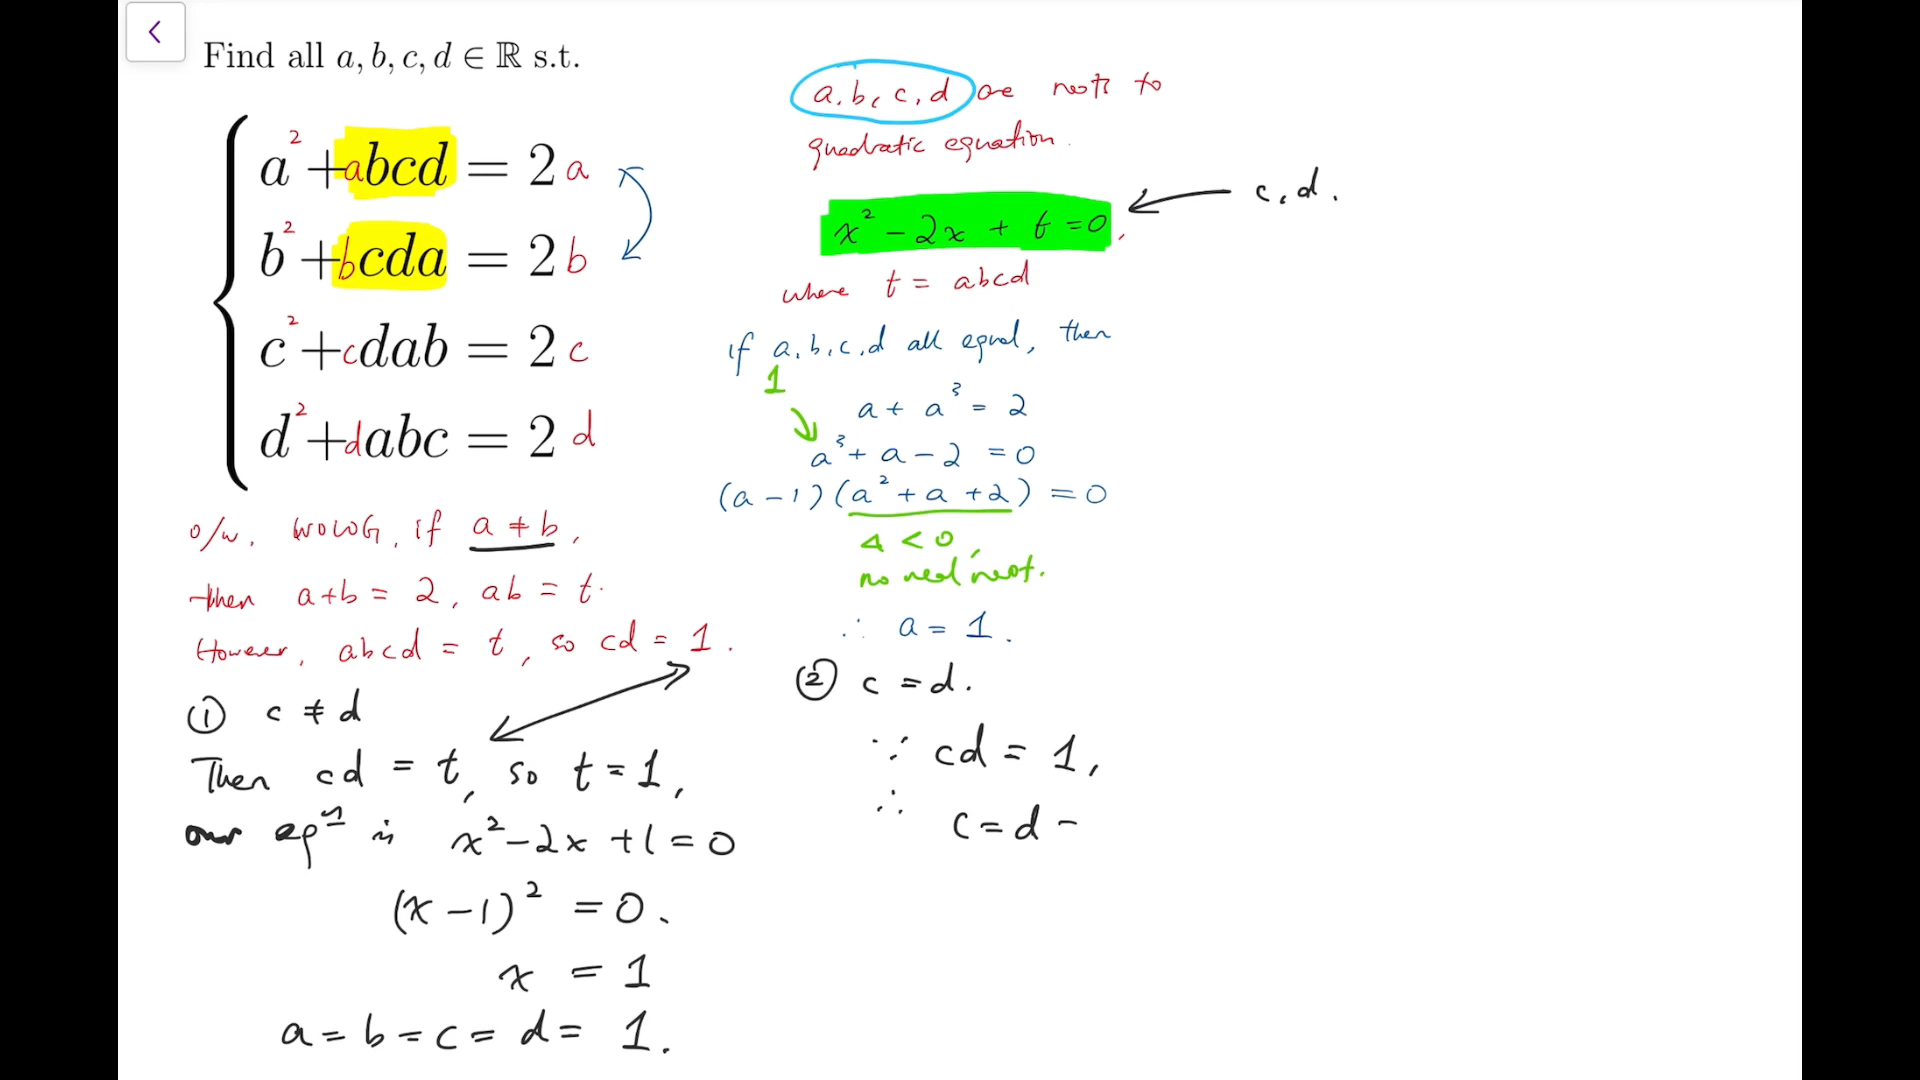 Find all a, b, c, d ∈ ℝ s.t.
a² + abcd = 2a
b² + bcda = 2b
c² + cdab = 2c
d² + dabc = 2d
o/w, WOLOG, if a ≠ b,
then a+b = 2, ab = t.
However, abcd = t, so cd = 1.
① c ≠ d
Then cd = t, so t = 1,
our eqⁿ is x² - 2x + 1 = 0
(x - 1)² = 0.
x = 1
a = b = c = d = 1.
a, b, c, d are roots to
quadratic equation.
x² - 2x + t = 0,
← c, d.
where t = abcd
if a, b, c, d all equal, then
1
a + a³ = 2
a³ + a - 2 = 0
(a - 1)(a² + a + 2) = 0
Δ < 0,
no real root.
∴ a = 1.
② c = d.
∵ cd = 1,
∴ c = d -